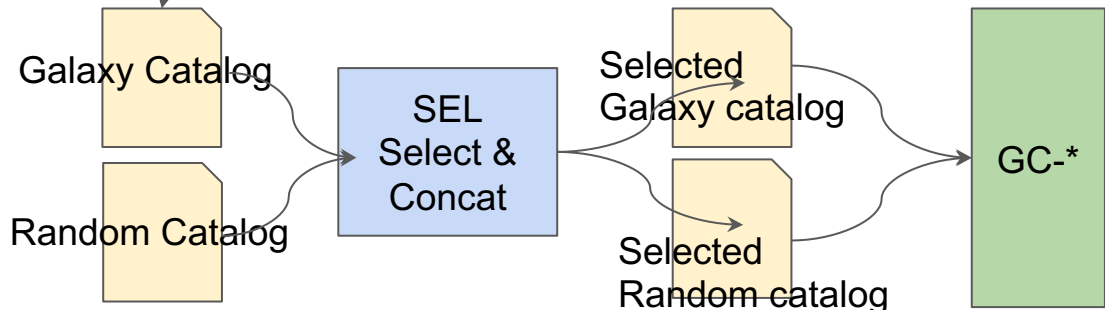 Galaxy Catalog
Random Catalog
SEL
Select &
Concat
Selected
Galaxy catalog
Selected
Random catalog
GC-*